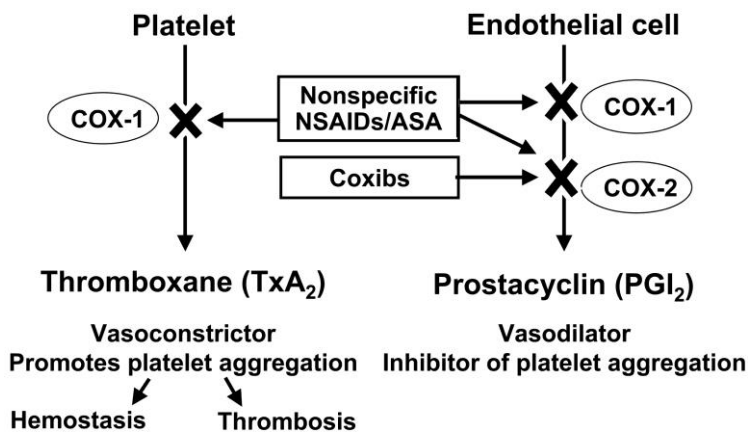 Platelet
Endothelial cell
COX-1
Nonspecific
NSAIDs/ASA
COX-1
Coxibs
COX-2
Thromboxane (TxA₂)
Prostacyclin (PGI₂)
Vasoconstrictor
Promotes platelet aggregation
Vasodilator
Inhibitor of platelet aggregation
Hemostasis
Thrombosis